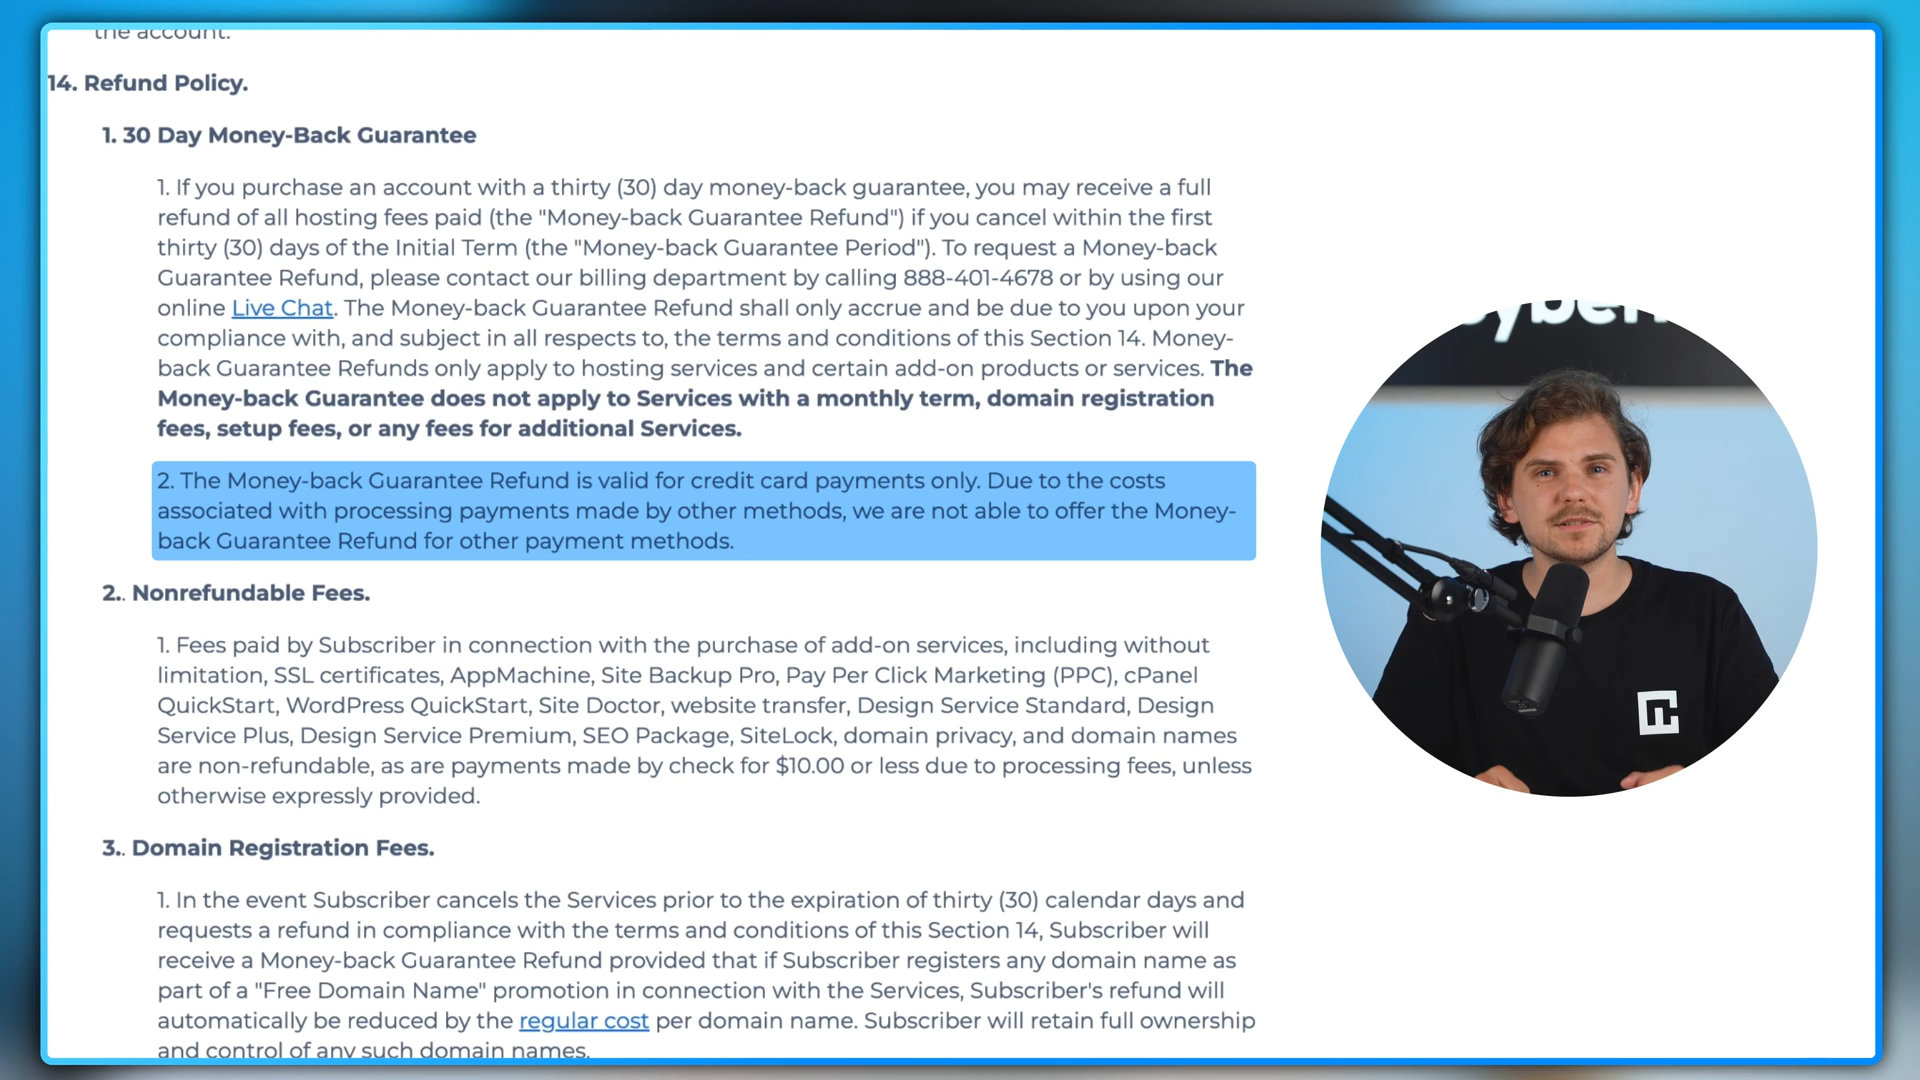 the account.
14. Refund Policy.
1. 30 Day Money-Back Guarantee
1. If you purchase an account with a thirty (30) day money-back guarantee, you may receive a full
refund of all hosting fees paid (the "Money-back Guarantee Refund") if you cancel within the first
thirty (30) days of the Initial Term (the "Money-back Guarantee Period"). To request a Money-back
Guarantee Refund, please contact our billing department by calling 888-401-4678 or by using our
online Live Chat. The Money-back Guarantee Refund shall only accrue and be due to you upon your
compliance with, and subject in all respects to, the terms and conditions of this Section 14. Money-
back Guarantee Refunds only apply to hosting services and certain add-on products or services. The
Money-back Guarantee does not apply to Services with a monthly term, domain registration
fees, setup fees, or any fees for additional Services.
2. The Money-back Guarantee Refund is valid for credit card payments only. Due to the costs
associated with processing payments made by other methods, we are not able to offer the Money-
back Guarantee Refund for other payment methods.
2.. Nonrefundable Fees.
1. Fees paid by Subscriber in connection with the purchase of add-on services, including without
limitation, SSL certificates, AppMachine, Site Backup Pro, Pay Per Click Marketing (PPC), cPanel
QuickStart, WordPress QuickStart, Site Doctor, website transfer, Design Service Standard, Design
Service Plus, Design Service Premium, SEO Package, SiteLock, domain privacy, and domain names
are non-refundable, as are payments made by check for $10.00 or less due to processing fees, unless
otherwise expressly provided.
3.. Domain Registration Fees.
1. In the event Subscriber cancels the Services prior to the expiration of thirty (30) calendar days and
requests a refund in compliance with the terms and conditions of this Section 14, Subscriber will
receive a Money-back Guarantee Refund provided that if Subscriber registers any domain name as
part of a "Free Domain Name" promotion in connection with the Services, Subscriber's refund will
automatically be reduced by the regular cost per domain name. Subscriber will retain full ownership
and control of any such domain names.